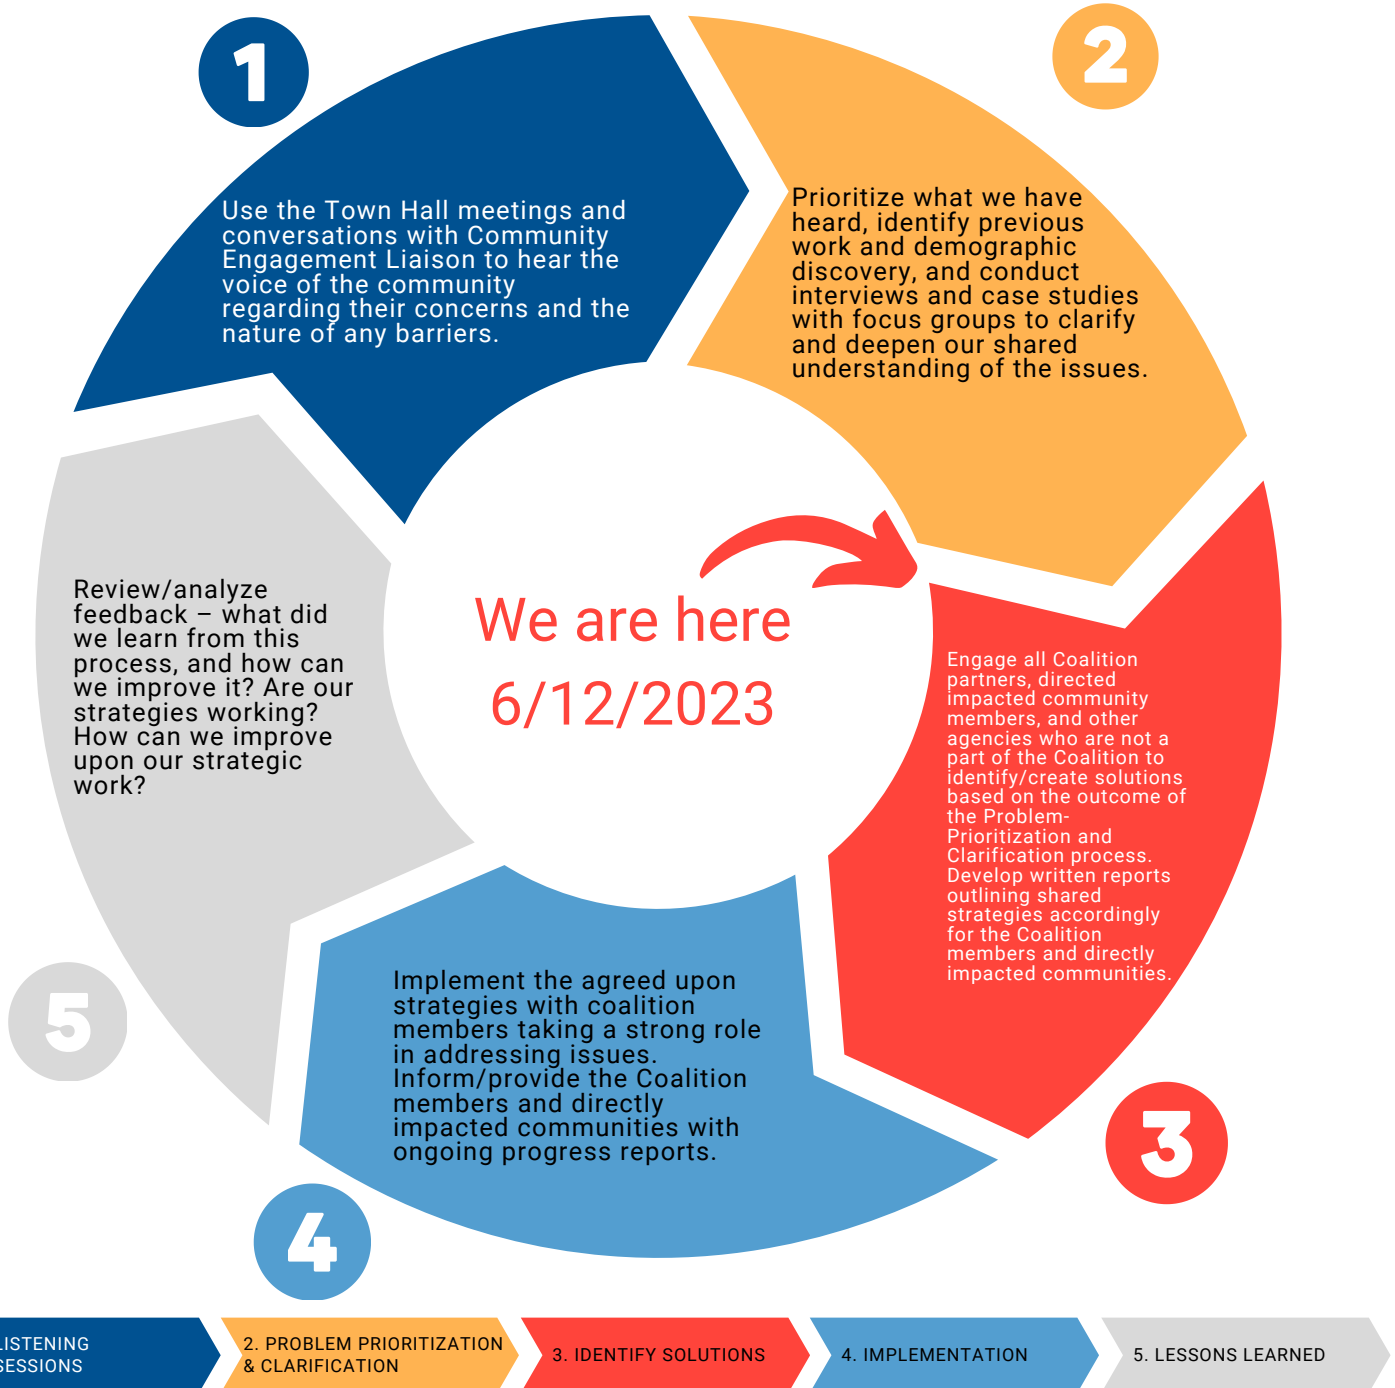 1
Use the Town Hall meetings and
conversations with Community
Engagement Liaison to hear the
voice of the community
regarding their concerns and the
nature of any barriers.
2
Prioritize what we have
heard, identify previous
work and demographic
discovery, and conduct
interviews and case studies
with focus groups to clarify
and deepen our shared
understanding of the issues.
We are here
6/12/2023
Engage all Coalition
partners, directed
impacted community
members, and other
agencies who are not a
part of the Coalition to
identify/create solutions
based on the outcome of
the Problem-
Prioritization and
Clarification process.
Develop written reports
outlining shared
strategies accordingly
for the Coalition
members and directly
impacted communities.
3
Implement the agreed upon
strategies with coalition
members taking a strong role
in addressing issues.
Inform/provide the Coalition
members and directly
impacted communities with
ongoing progress reports.
4
Review/analyze
feedback – what did
we learn from this
process, and how can
we improve it? Are our
strategies working?
How can we improve
upon our strategic
work?
5
LISTENING
SESSIONS
2. PROBLEM PRIORITIZATION
& CLARIFICATION
3. IDENTIFY SOLUTIONS
4. IMPLEMENTATION
5. LESSONS LEARNED